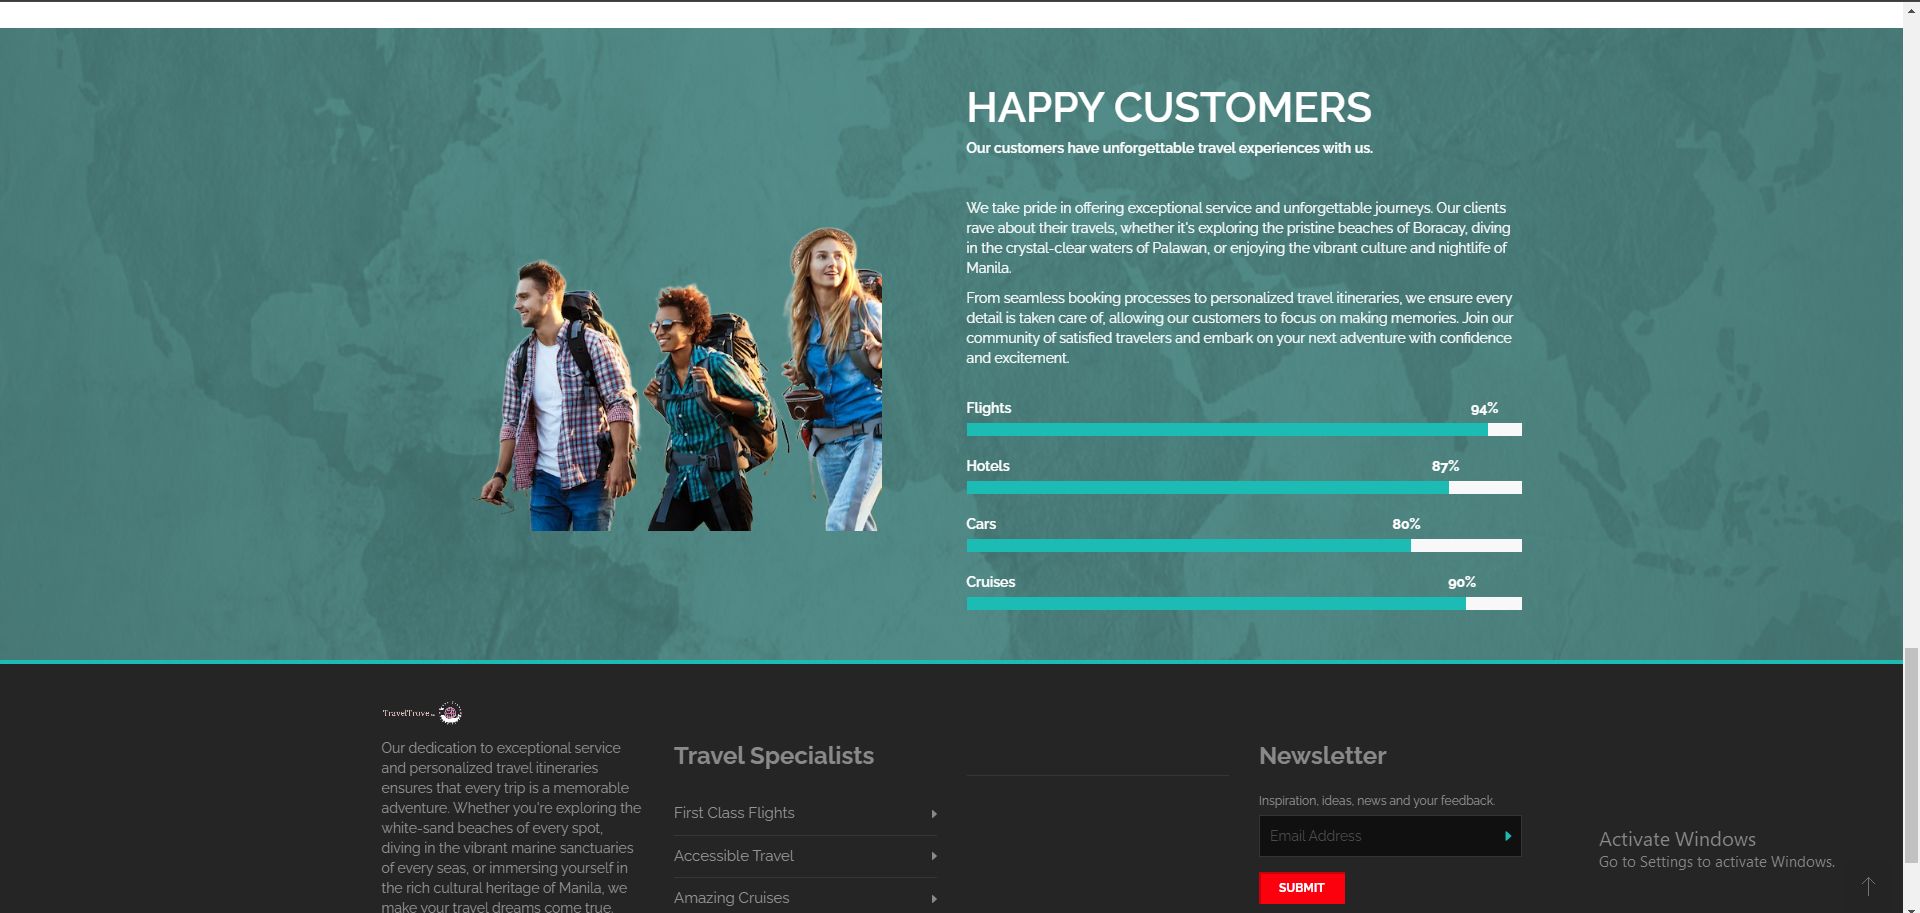 HAPPY CUSTOMERS
Our customers have unforgettable travel experiences with us.
We take pride in offering exceptional service and unforgettable journeys. Our clients
rave about their travels, whether it's exploring the pristine beaches of Boracay, diving
in the crystal-clear waters of Palawan, or enjoying the vibrant culture and nightlife of
Manila.
From seamless booking processes to personalized travel itineraries, we ensure every
detail is taken care of, allowing our customers to focus on making memories. Join our
community of satisfied travelers and embark on your next adventure with confidence
and excitement.
Flights 94%
Hotels 87%
Cars 80%
Cruises 90%
Our dedication to exceptional service
and personalized travel itineraries
ensures that every trip is a memorable
adventure. Whether you're exploring the
white-sand beaches of every spot,
diving in the vibrant marine sanctuaries
of every seas, or immersing yourself in
the rich cultural heritage of Manila, we
make your travel dreams come true.
Travel Specialists
First Class Flights
Accessible Travel
Amazing Cruises
Newsletter
Inspiration, ideas, news and your feedback.
Email Address
SUBMIT
Activate Windows
Go to Settings to activate Windows.